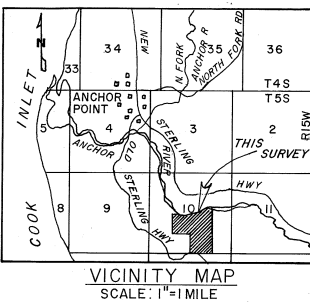 N
33
34
NEW
N. FORK
ANCHOR R
NORTH FORK RD
35
36
T4S
T5S
INLET
ANCHOR
POINT
5
4
3
2
R15W
ANCHOR
RIVER
OLD
STERLING
HWY
STERLING
HWY
THIS
SURVEY
8
9
10
11
COOK
VICINITY MAP
SCALE: 1"=1 MILE